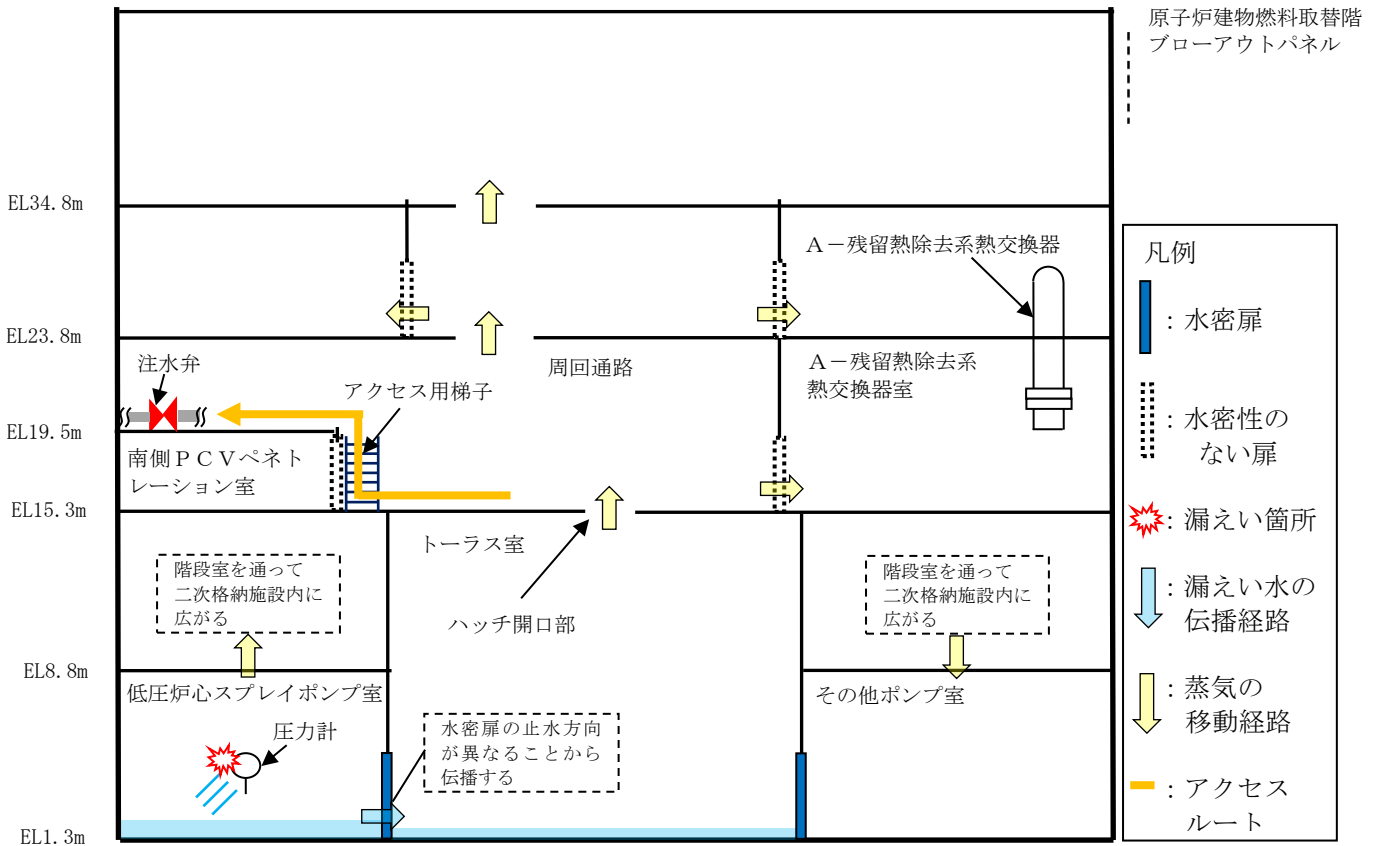 原子炉建物燃料取替階
ブローアウトパネル
EL34.8m
A－残留熱除去系熱交換器
EL23.8m
注水弁
アクセス用梯子
周回通路
A－残留熱除去系
熱交換器室
EL19.5m
南側ＰＣＶペネト
レーション室
EL15.3m
トーラス室
階段室を通って
二次格納施設内に
広がる
ハッチ開口部
階段室を通って
二次格納施設内に
広がる
EL8.8m
低圧炉心スプレイポンプ室
その他ポンプ室
圧力計
水密扉の止水方向
が異なることから
伝播する
EL1.3m
凡例
：水密扉
：水密性の
ない扉
：漏えい箇所
：漏えい水の
伝播経路
：蒸気の
移動経路
：アクセス
ルート